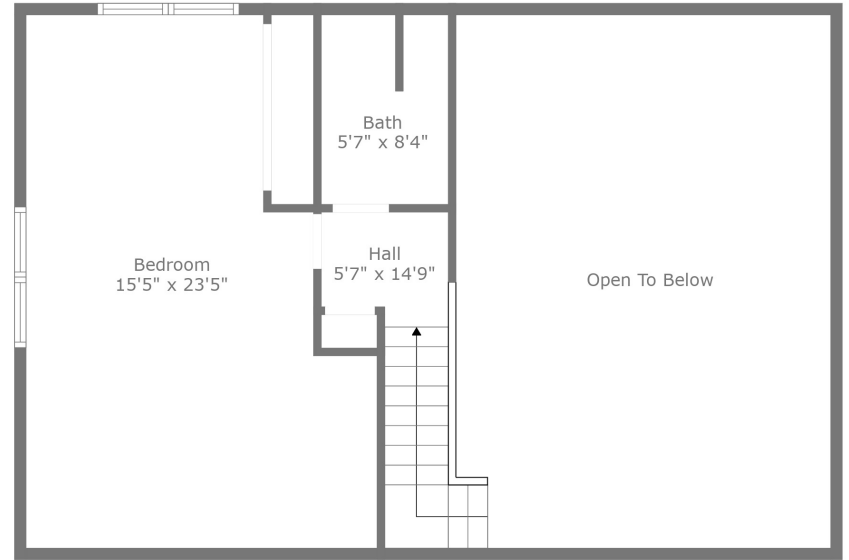 Bath
5'7" x 8'4"
Hall
5'7" x 14'9"
Bedroom
15'5" x 23'5"
Open To Below